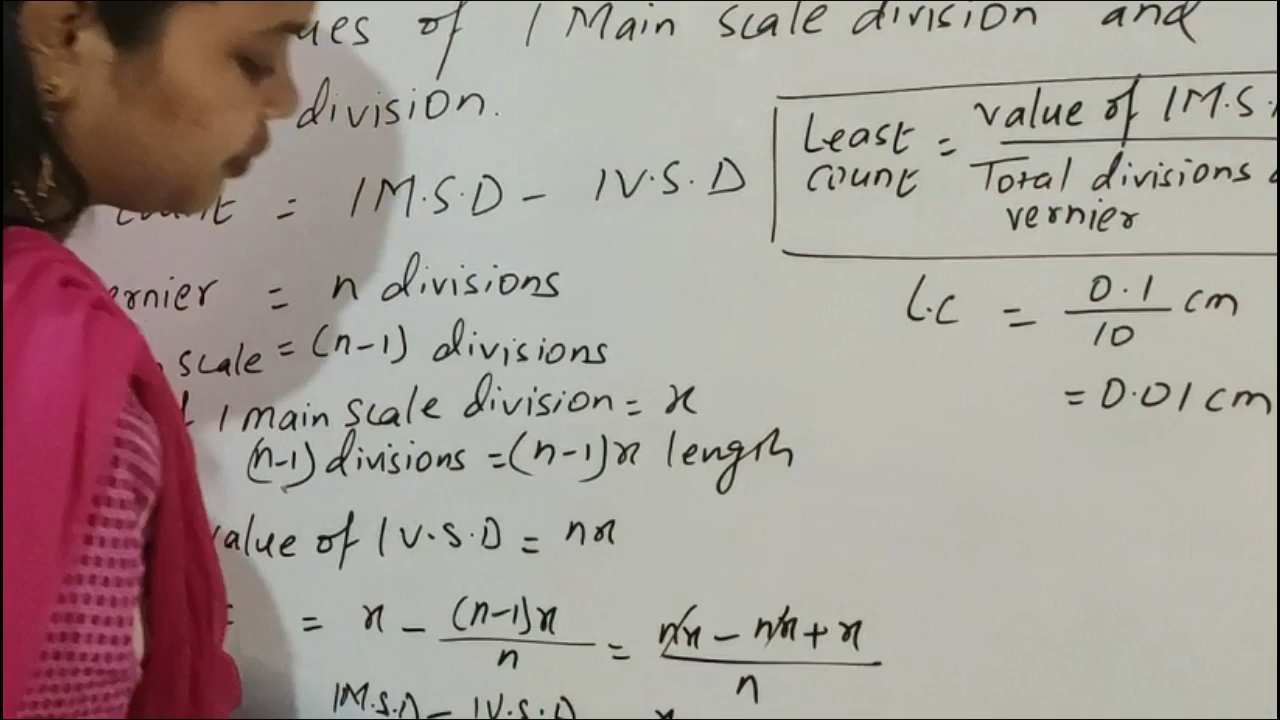 of 1 Main scale division and
division.
Least count = value of 1M.S.
Total divisions
vernier
= 1M.S.D - 1V.S.D
L.C = 0.1/10 cm
= 0.01 cm
= n divisions
scale = (n-1) divisions
1 main scale division = x
(n-1) divisions = (n-1)x length
of 1 V.S.D = nx
= x - (n-1)x/n = nx - nx + x/n
1M.S.D - 1V.S.D